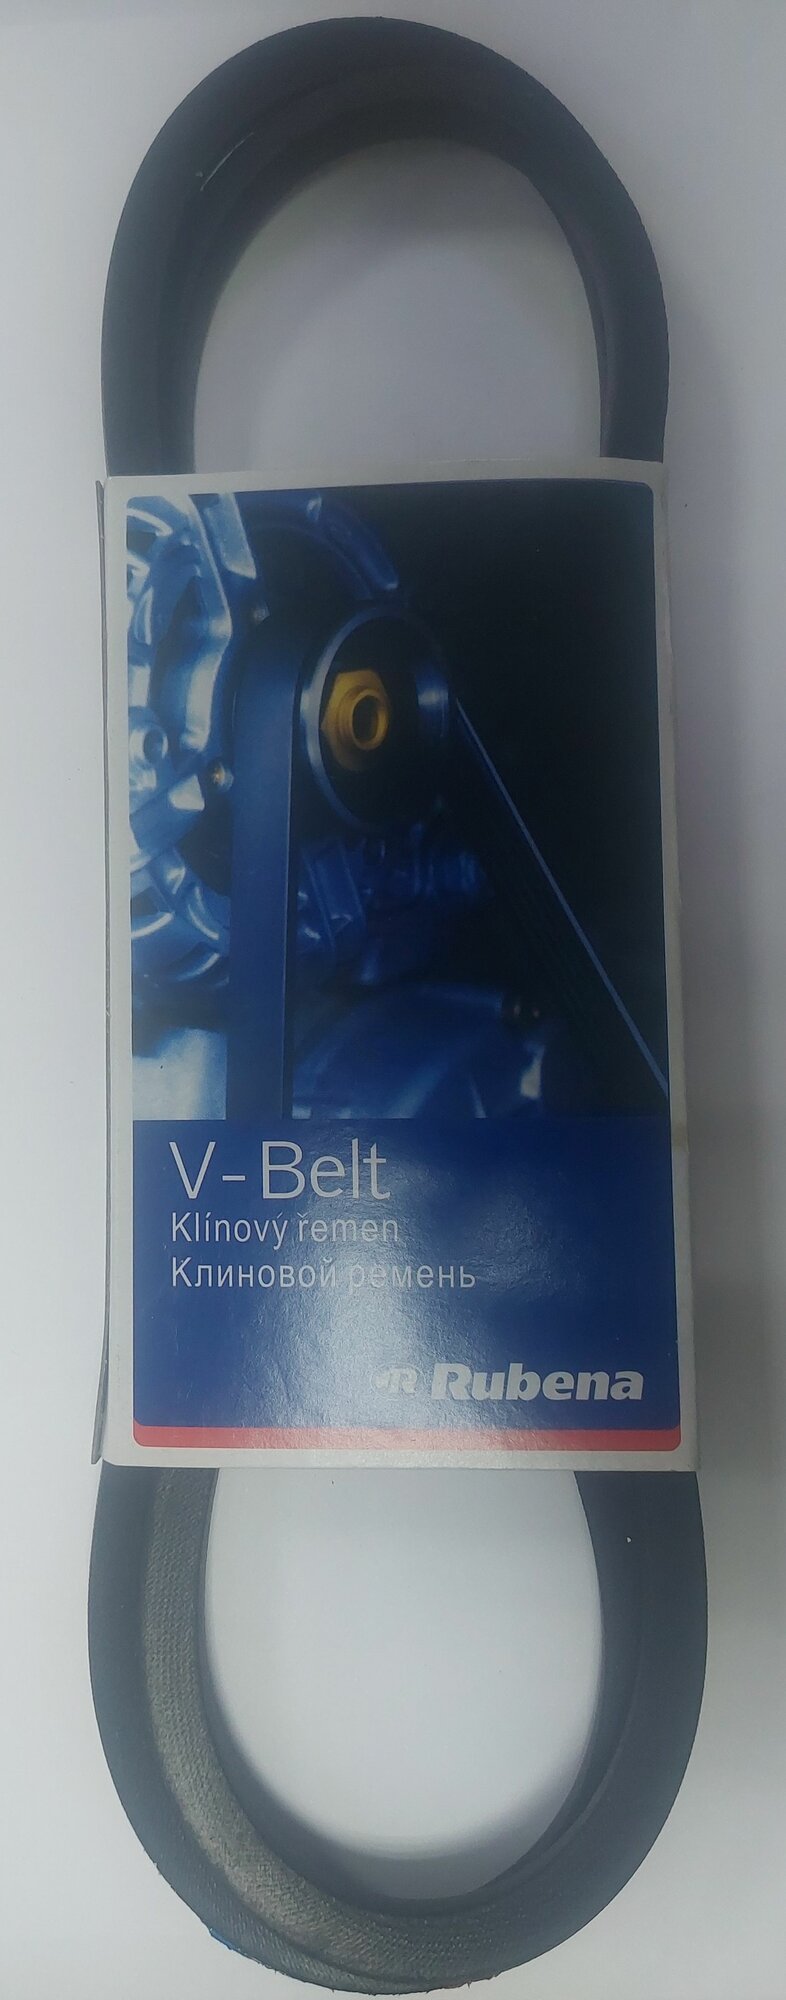 V-Belt
Klínový řemen
Клиновой ремень
Rubena